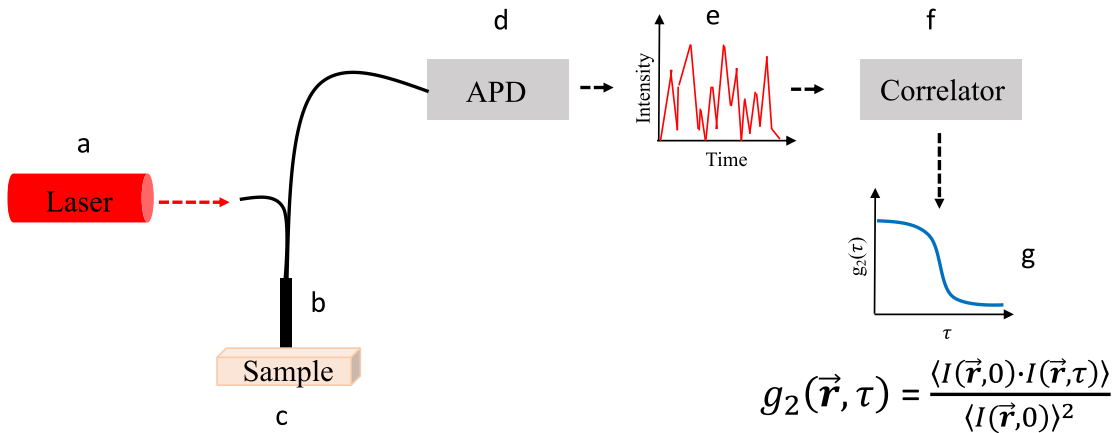 a
Laser
b
Sample
c
d
APD
e
Intensity
Time
f
Correlator
g₂(τ)
τ
g
g₂(r⃗, τ) = ⟨I(r⃗,0)·I(r⃗,τ)⟩ / ⟨I(r⃗,0)⟩²